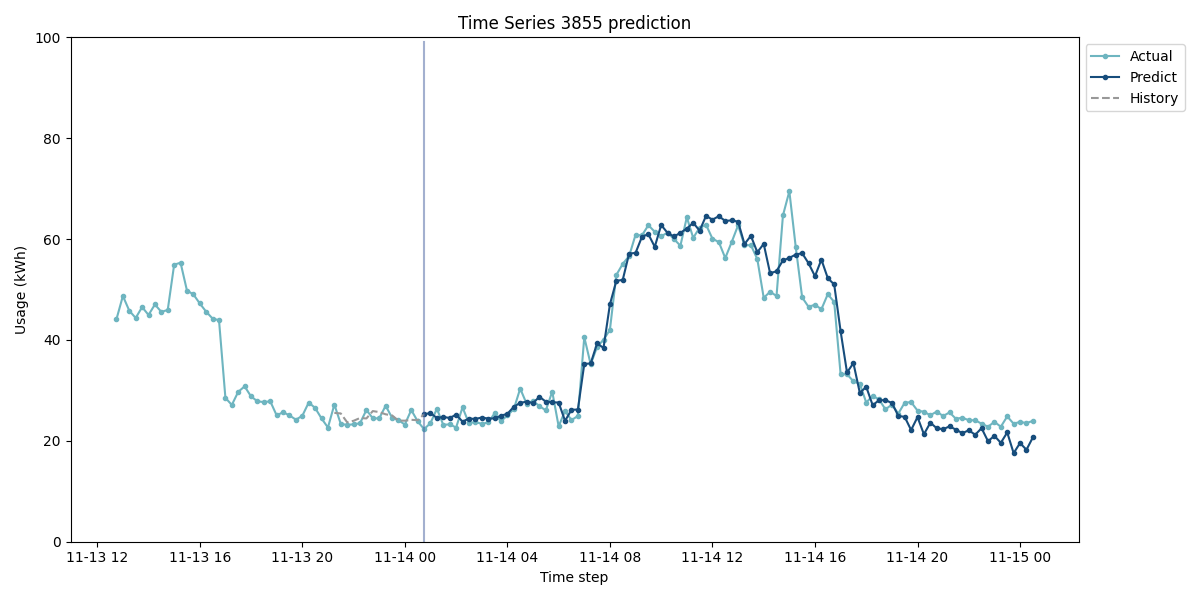 Time Series 3855 prediction
Usage (kWh)
100
80
60
40
20
0
11-13 12
11-13 16
11-13 20
11-14 00
11-14 04
11-14 08
11-14 12
11-14 16
11-14 20
11-15 00
Time step
Actual
Predict
History